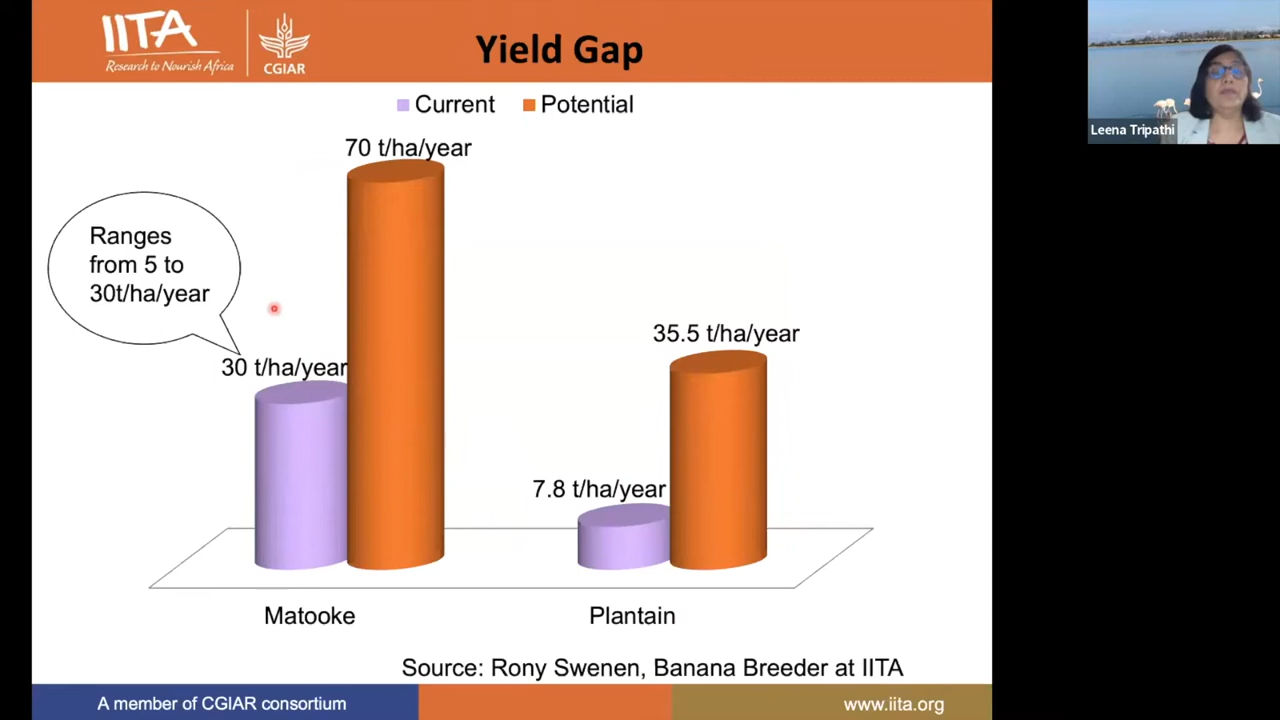 IITA
Research to Nourish Africa
CGIAR
Yield Gap
Leena Tripathi
Current
Potential
70 t/ha/year
Ranges
from 5 to
30t/ha/year
30 t/ha/year
35.5 t/ha/year
7.8 t/ha/year
Matooke
Plantain
Source: Rony Swenen, Banana Breeder at IITA
A member of CGIAR consortium
www.iita.org